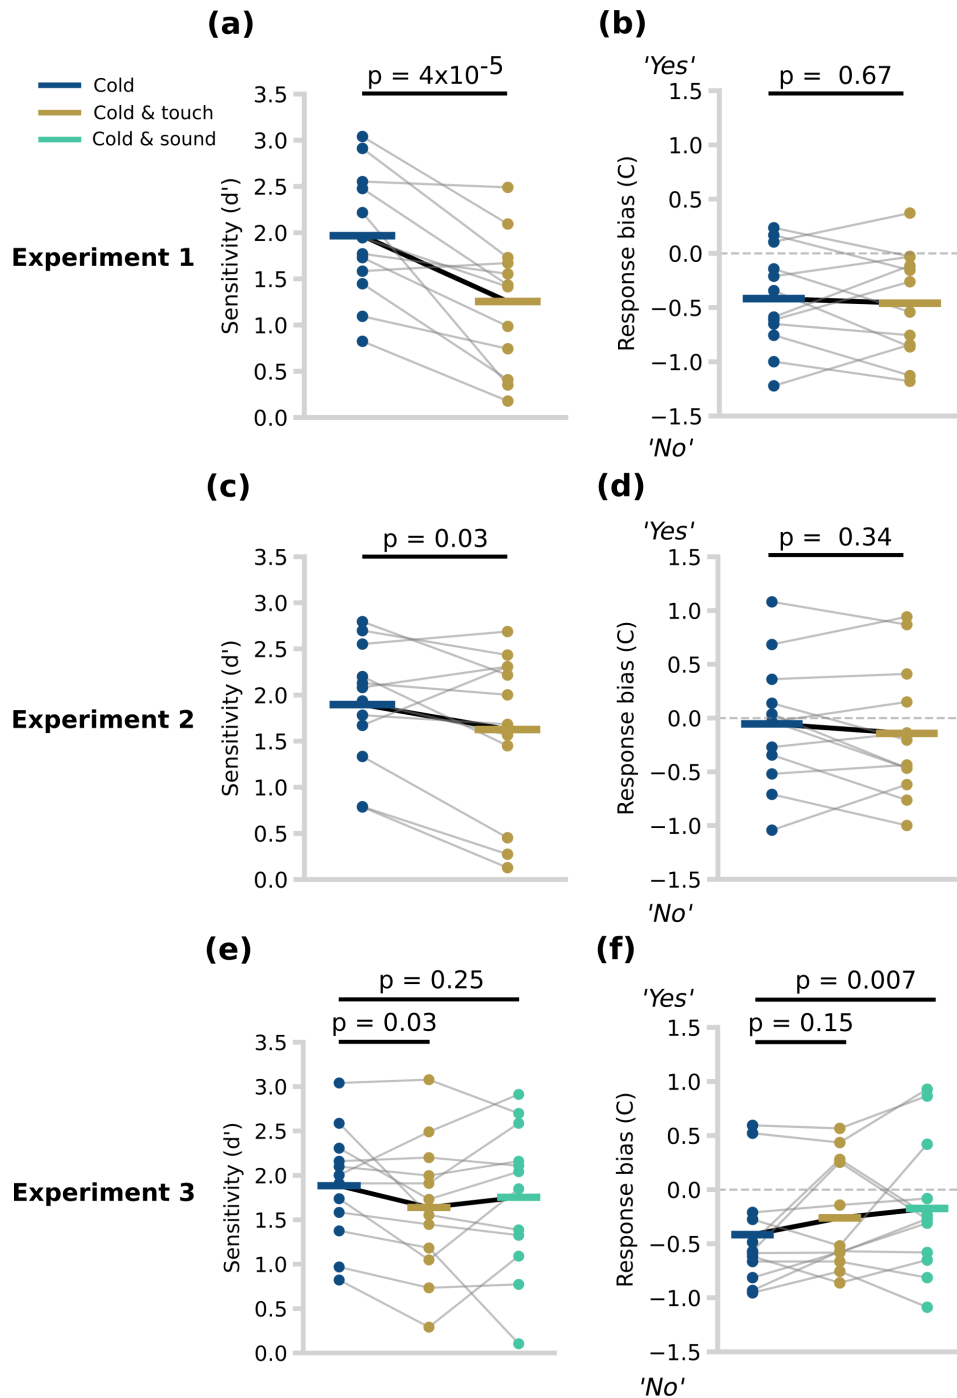 (a)
(b)
Cold
Cold & touch
Cold & sound
Experiment 1
p = 4x10-5
3.5
3.0
2.5
2.0
1.5
1.0
0.5
0.0
Sensitivity (d')
'Yes'
p = 0.67
1.5
1.0
0.5
0.0
−0.5
−1.0
−1.5
Response bias (C)
'No'
(c)
(d)
Experiment 2
p = 0.03
3.5
3.0
2.5
2.0
1.5
1.0
0.5
0.0
Sensitivity (d')
'Yes'
p = 0.34
1.5
1.0
0.5
0.0
−0.5
−1.0
−1.5
Response bias (C)
'No'
(e)
(f)
Experiment 3
p = 0.25
p = 0.03
3.5
3.0
2.5
2.0
1.5
1.0
0.5
0.0
Sensitivity (d')
'Yes'
p = 0.007
p = 0.15
1.5
1.0
0.5
0.0
−0.5
−1.0
−1.5
Response bias (C)
'No'